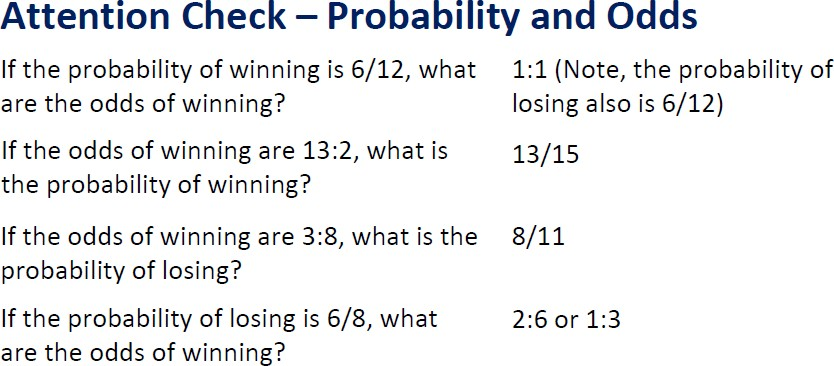 Attention Check – Probability and Odds
If the probability of winning is 6/12, what
are the odds of winning?
1:1 (Note, the probability of
losing also is 6/12)
If the odds of winning are 13:2, what is
the probability of winning?
13/15
If the odds of winning are 3:8, what is the
probability of losing?
8/11
If the probability of losing is 6/8, what
are the odds of winning?
2:6 or 1:3